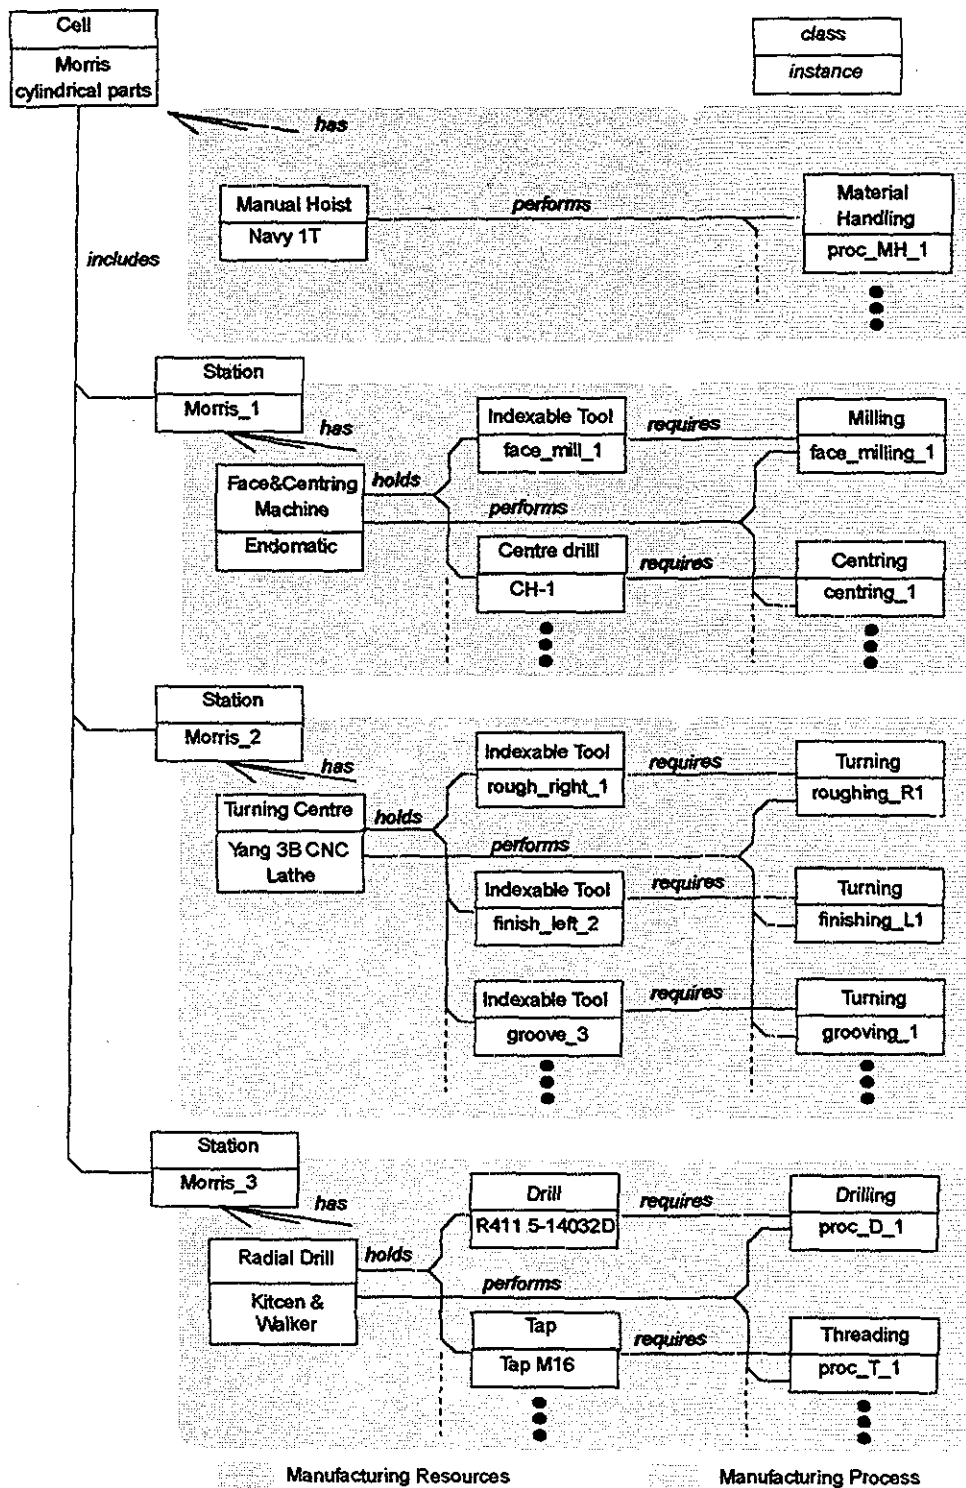 Cell
Morris
cylindrical parts
class
instance
has
includes
Manual Hoist
Navy 1T
performs
Material
Handling
proc_MH_1
Station
Morris_1
has
Face&Centring
Machine
Endomatic
holds
Indexable Tool
face_mill_1
requires
Milling
face_milling_1
performs
Centre drill
CH-1
requires
Centring
centring_1
Station
Morris_2
has
Turning Centre
Yang 3B CNC
Lathe
holds
Indexable Tool
rough_right_1
requires
Turning
roughing_R1
performs
Indexable Tool
finish_left_2
requires
Turning
finishing_L1
Indexable Tool
groove_3
requires
Turning
grooving_1
Station
Morris_3
has
Radial Drill
Kitcen &
Walker
holds
Drill
R411.5-14032D
requires
Drilling
proc_D_1
performs
Tap
Tap M16
requires
Threading
proc_T_1
Manufacturing Resources
Manufacturing Process